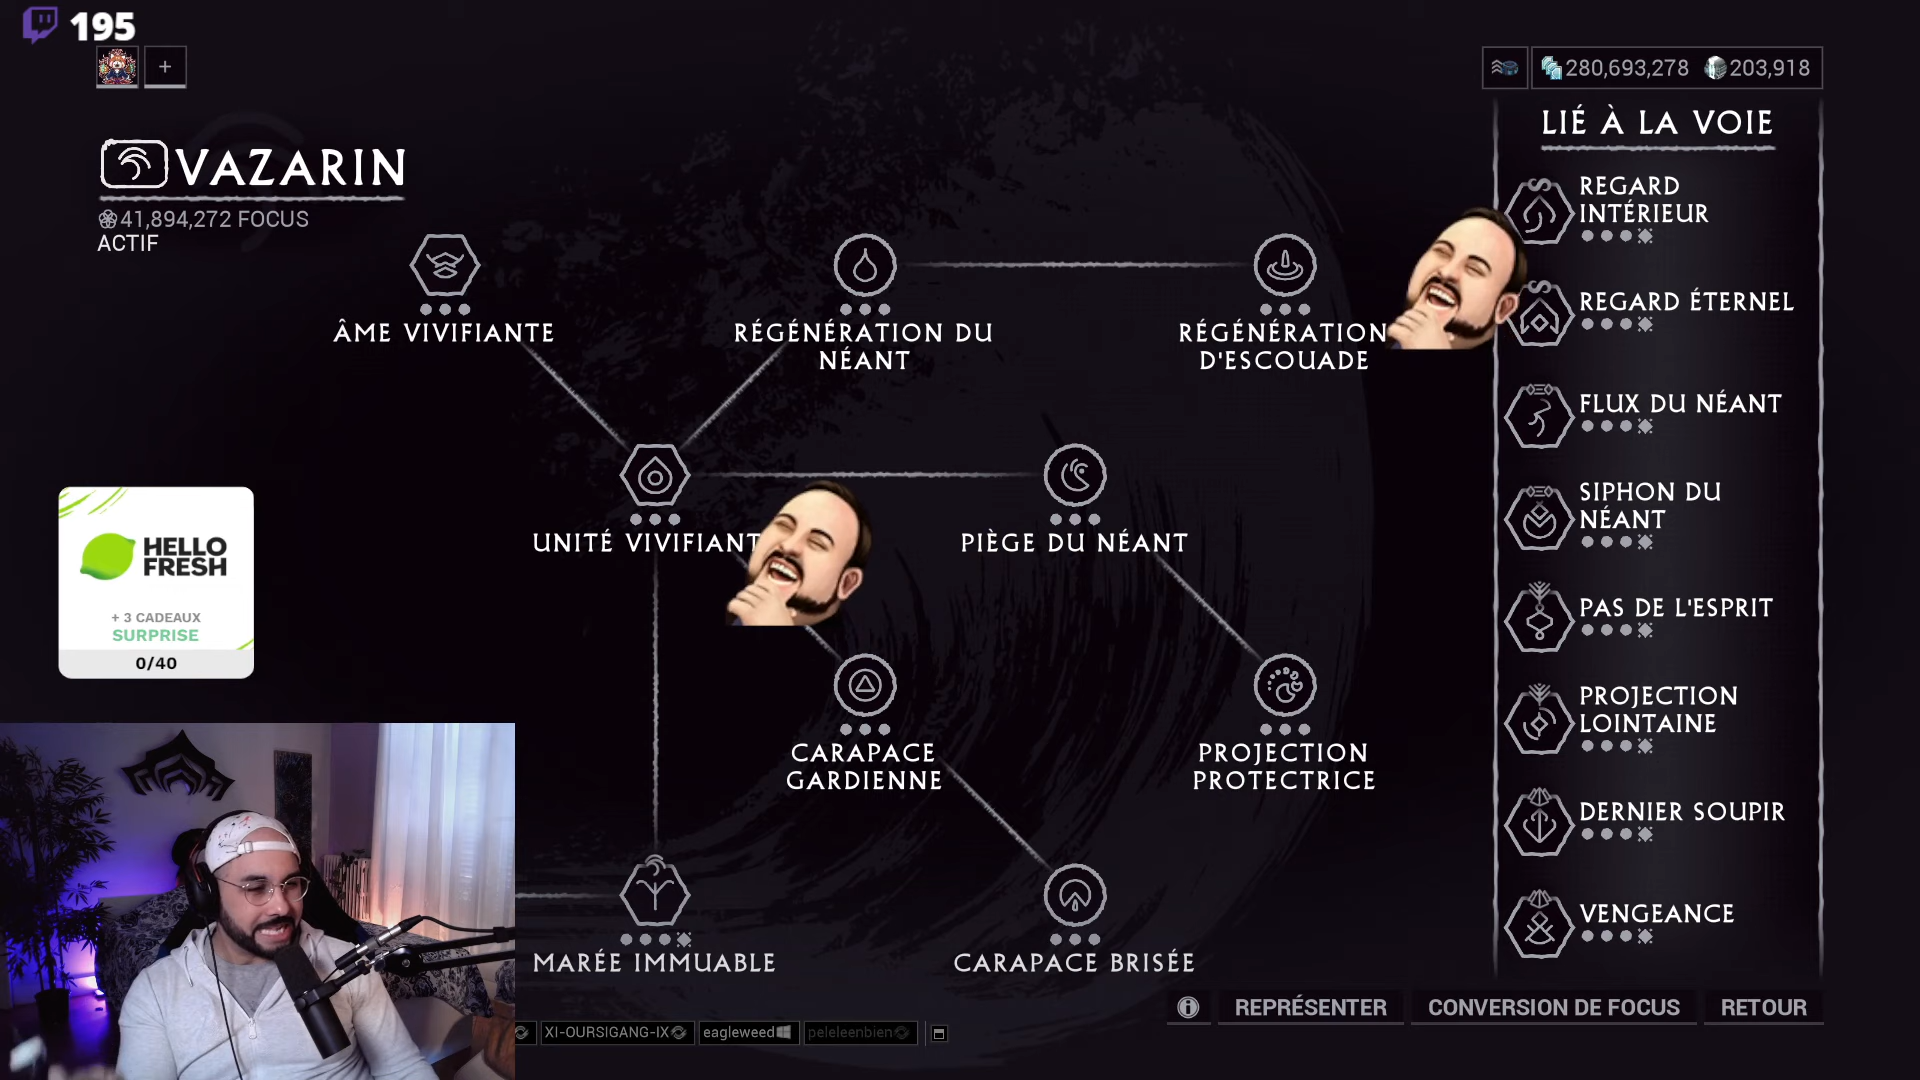 195
+
280,693,278 203,918
VAZARIN
41,894,272 FOCUS
ACTIF
LIÉ À LA VOIE
REGARD
INTÉRIEUR
REGARD ÉTERNEL
FLUX DU NÉANT
SIPHON DU
NÉANT
PAS DE L'ESPRIT
PROJECTION
LOINTAINE
DERNIER SOUPIR
VENGEANCE
ÂME VIVIFIANTE
RÉGÉNÉRATION DU
NÉANT
RÉGÉNÉRATION
D'ESCOUADE
UNITÉ VIVIFIANT
PIÈGE DU NÉANT
CARAPACE
GARDIENNE
PROJECTION
PROTECTRICE
MARÉE IMMUABLE
CARAPACE BRISÉE
HELLO
FRESH
+ 3 CADEAUX
SURPRISE
0/40
XI-OURSIGANG-IX
eagleweed
peleleenbien
REPRÉSENTER
CONVERSION DE FOCUS
RETOUR